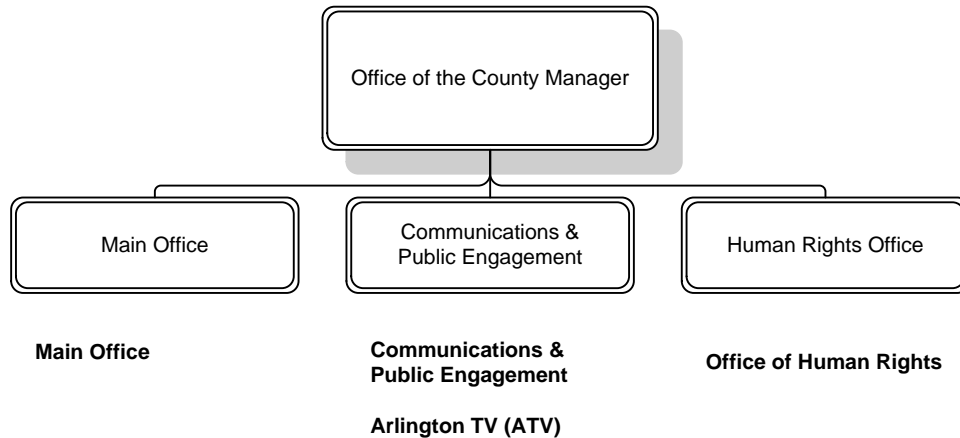 Office of the County Manager
Main Office
Communications &
Public Engagement
Human Rights Office
Main Office
Communications &
Public Engagement
Arlington TV (ATV)
Office of Human Rights